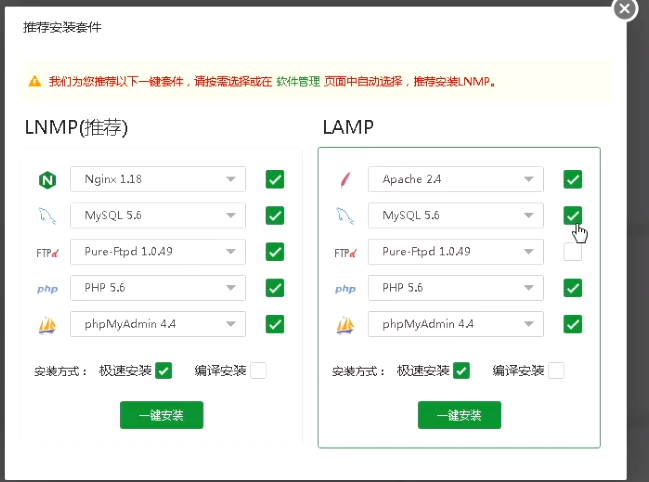 推荐安装套件
我们为您推荐以下一键套件，请按需选择或在 软件管理 页面中自动选择，推荐安装LNMP。
LNMP(推荐)
Nginx 1.18
MySQL 5.6
FTPd Pure-Ftpd 1.0.49
php PHP 5.6
phpMyAdmin 4.4
安装方式： 极速安装 编译安装
一键安装
LAMP
Apache 2.4
MySQL 5.6
FTPd Pure-Ftpd 1.0.49
php PHP 5.6
phpMyAdmin 4.4
安装方式： 极速安装 编译安装
一键安装